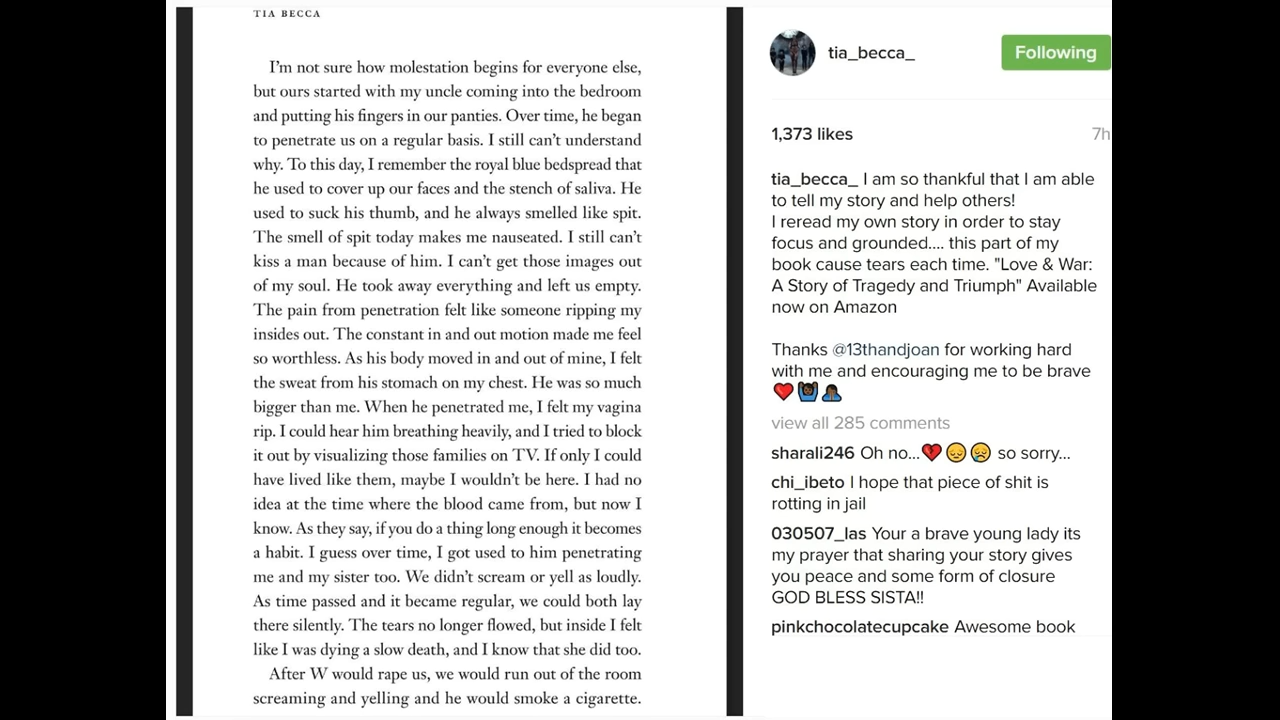 TIA BECCA
I'm not sure how molestation begins for everyone else,
but ours started with my uncle coming into the bedroom
and putting his fingers in our panties. Over time, he began
to penetrate us on a regular basis. I still can't understand
why. To this day, I remember the royal blue bedspread that
he used to cover up our faces and the stench of saliva. He
used to suck his thumb, and he always smelled like spit.
The smell of spit today makes me nauseated. I still can't
kiss a man because of him. I can't get those images out
of my soul. He took away everything and left us empty.
The pain from penetration felt like someone ripping my
insides out. The constant in and out motion made me feel
so worthless. As his body moved in and out of mine, I felt
the sweat from his stomach on my chest. He was so much
bigger than me. When he penetrated me, I felt my vagina
rip. I could hear him breathing heavily, and I tried to block
it out by visualizing those families on TV. If only I could
have lived like them, maybe I wouldn't be here. I had no
idea at the time where the blood came from, but now I
know. As they say, if you do a thing long enough it becomes
a habit. I guess over time, I got used to him penetrating
me and my sister too. We didn't scream or yell as loudly.
As time passed and it became regular, we could both lay
there silently. The tears no longer flowed, but inside I felt
like I was dying a slow death, and I know that she did too.
After W would rape us, we would run out of the room
screaming and yelling and he would smoke a cigarette.
tia_becca_
Following
1,373 likes
7h
tia_becca_ I am so thankful that I am able
to tell my story and help others!
I reread my own story in order to stay
focus and grounded.... this part of my
book cause tears each time. "Love & War:
A Story of Tragedy and Triumph" Available
now on Amazon
Thanks @13thandjoan for working hard
with me and encouraging me to be brave
❤️🙆🏿‍♂️🤦🏾‍♂️
view all 285 comments
sharali246 Oh no...💔😔😢 so sorry...
chi_ibeto I hope that piece of shit is
rotting in jail
030507_las Your a brave young lady its
my prayer that sharing your story gives
you peace and some form of closure
GOD BLESS SISTA!!
pinkchocolatecupcake Awesome book